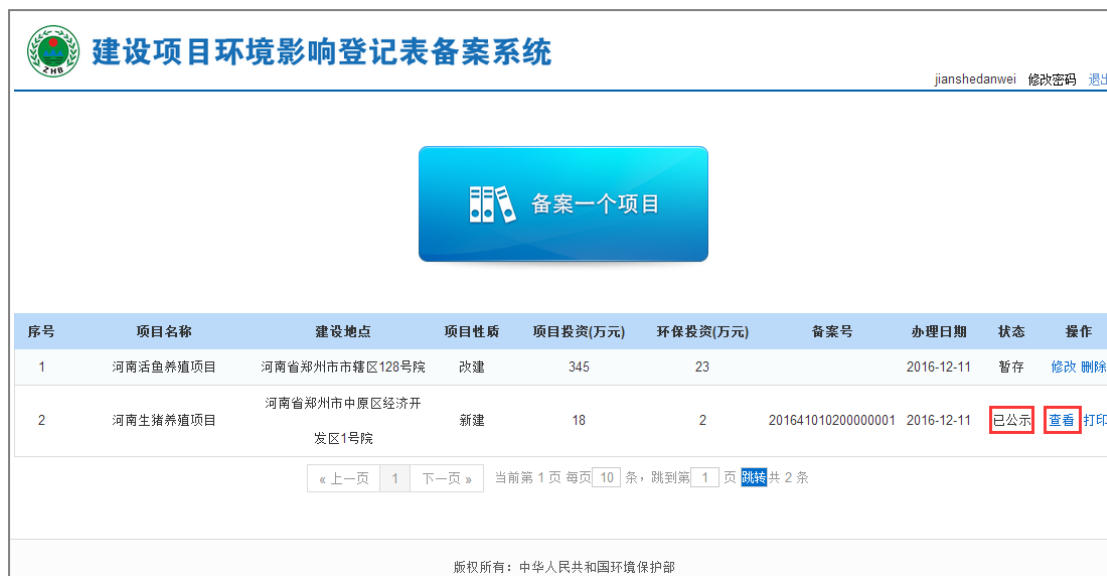 ZHB
建设项目环境影响登记表备案系统
jianshedanwei 修改密码 退出
备案一个项目
序号 项目名称 建设地点 项目性质 项目投资(万元) 环保投资(万元) 备案号 办理日期 状态 操作
1 河南活鱼养殖项目 河南省郑州市市辖区128号院 改建 345 23 2016-12-11 暂存 修改 删除
2 河南生猪养殖项目 河南省郑州市中原区经济开
发区1号院 新建 18 2 201641010200000001 2016-12-11 已公示 查看 打印
« 上一页 1 下一页 » 当前第 1 页 每页 10 条，跳到第 1 页 跳转 共 2 条
版权所有：中华人民共和国环境保护部